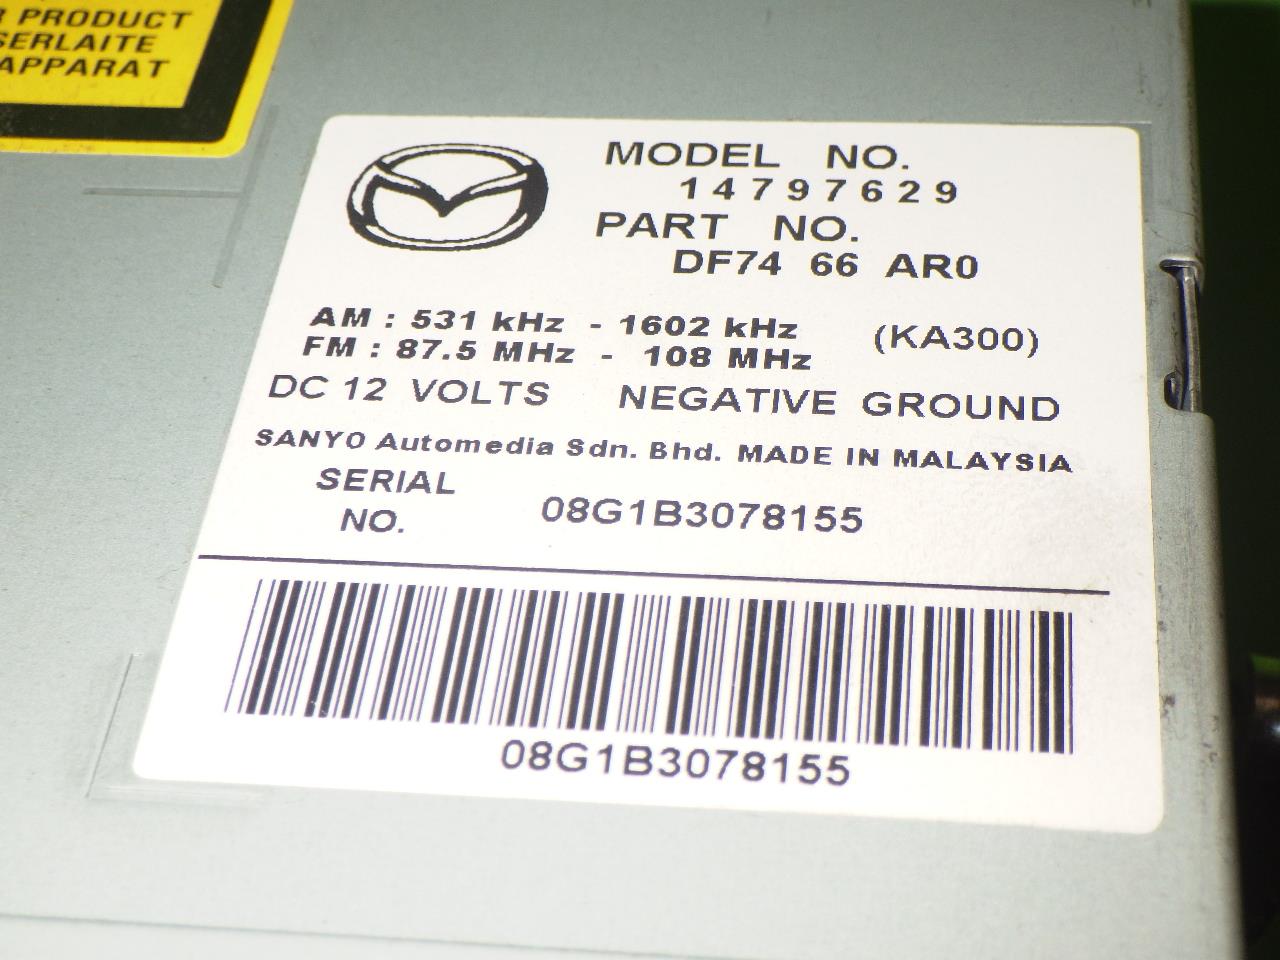 R PRODUCT
SERLAITE
APPARAT
MODEL NO.
14797629
PART NO.
DF74 66 AR0
AM : 531 kHz - 1602 kHz (KA300)
FM : 87.5 MHz - 108 MHz
DC 12 VOLTS NEGATIVE GROUND
SANYO Automedia Sdn. Bhd. MADE IN MALAYSIA
SERIAL
NO. 08G1B3078155
08G1B3078155